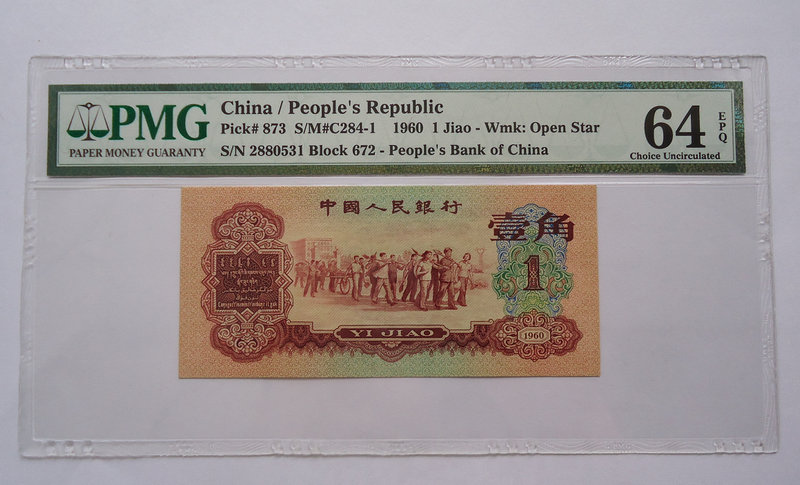 PMG
PAPER MONEY GUARANTY
China / People's Republic
Pick# 873 S/M#C284-1 1960 1 Jiao - Wmk: Open Star
S/N 2880531 Block 672 - People's Bank of China
64
EPQ
Choice Uncirculated
中國人民銀行
壹角
1
YI JIAO
1960